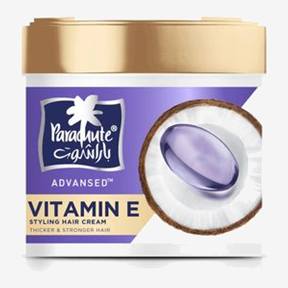 Parachute®
باراشوت
ADVANSED™
VITAMIN E
STYLING HAIR CREAM
THICKER & STRONGER HAIR